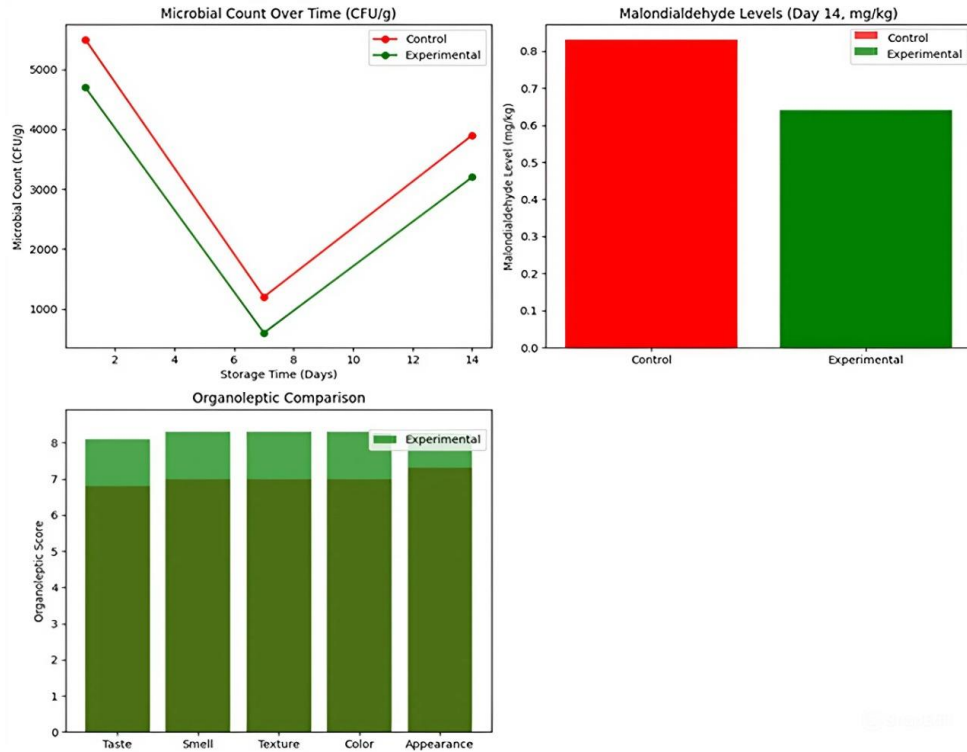 Microbial Count Over Time (CFU/g)
Control
Experimental
Microbial Count (CFU/g)
5000
4000
3000
2000
1000
2 4 6 8 10 12 14
Storage Time (Days)
Malondialdehyde Levels (Day 14, mg/kg)
Control
Experimental
Malondialdehyde Level (mg/kg)
0.8
0.7
0.6
0.5
0.4
0.3
0.2
0.1
0.0
Control Experimental
Organoleptic Comparison
Experimental
Organoleptic Score
8
7
6
5
4
3
2
1
0
Taste Smell Texture Color Appearance